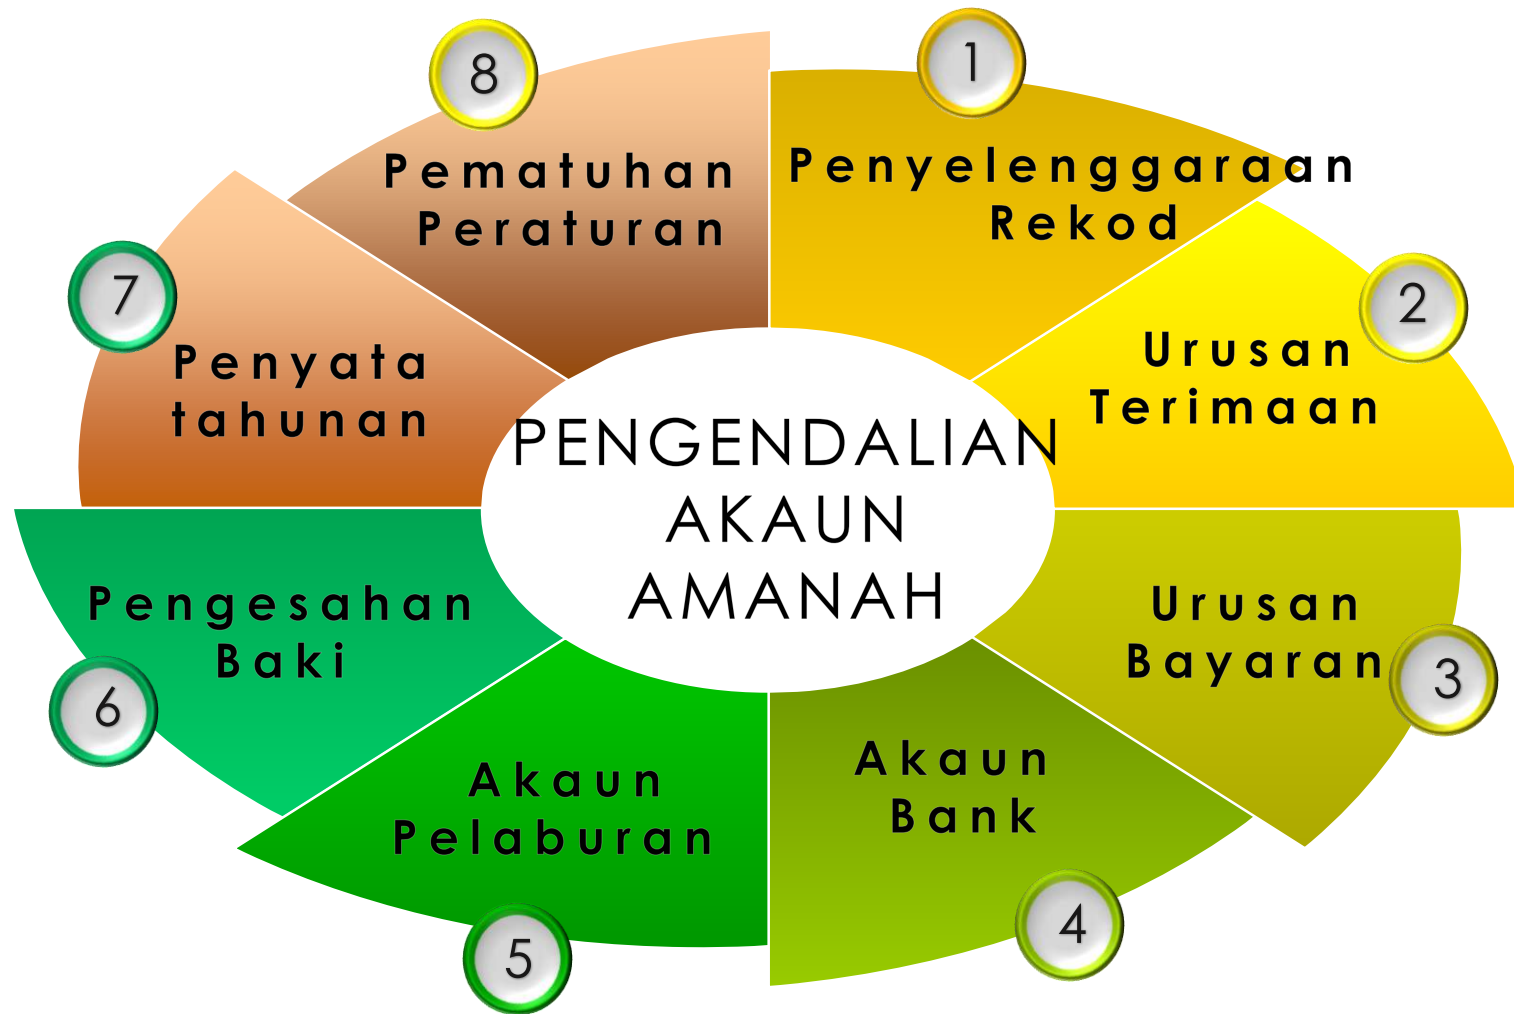 PENGENDALIAN
AKAUN
AMANAH
1
Penyelenggaraan
Rekod
2
Urusan
Terimaan
3
Urusan
Bayaran
4
Akaun
Bank
5
Akaun
Pelaburan
6
Pengesahan
Baki
7
Penyata
tahunan
8
Pematuhan
Peraturan